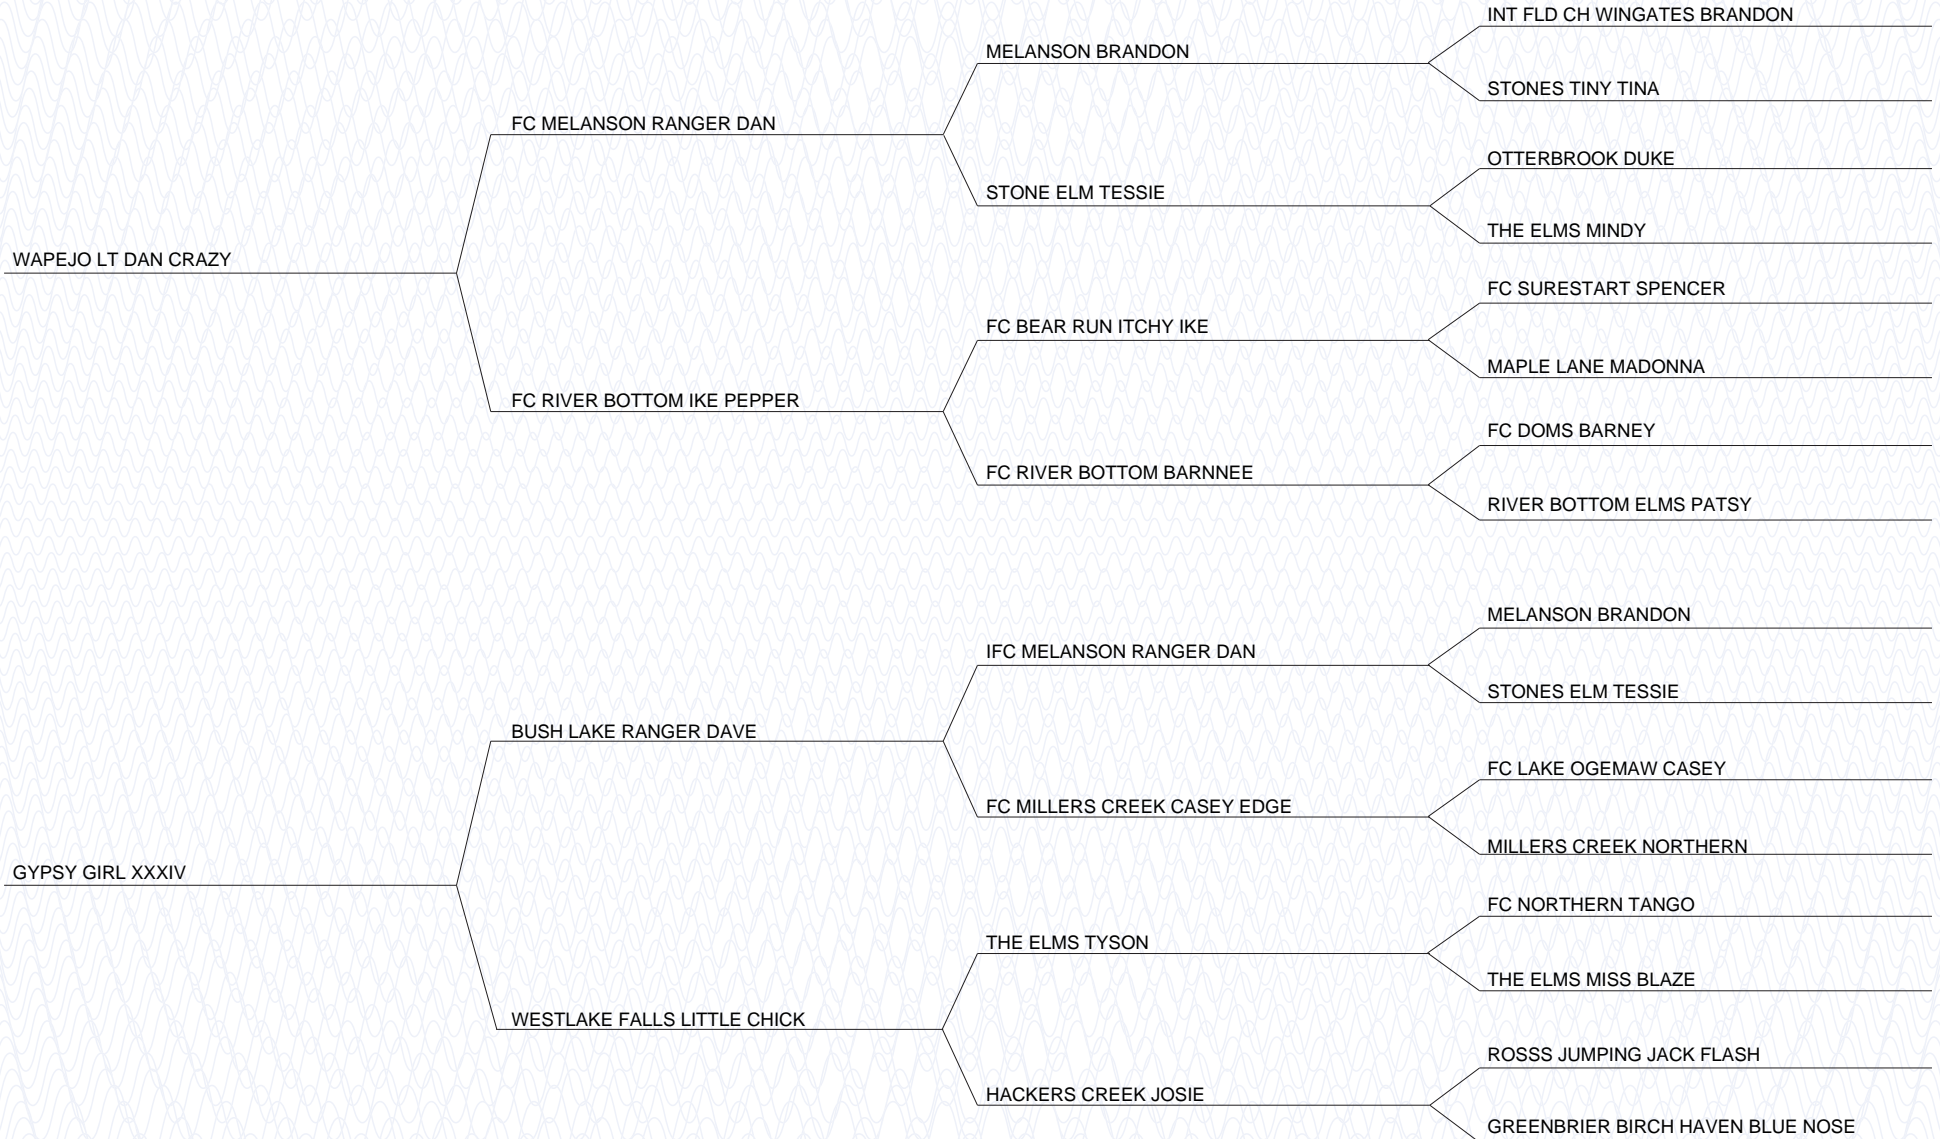 INT FLD CH WINGATES BRANDON
MELANSON BRANDON
STONES TINY TINA
FC MELANSON RANGER DAN
OTTERBROOK DUKE
STONE ELM TESSIE
THE ELMS MINDY
WAPEJO LT DAN CRAZY
FC SURESTART SPENCER
FC BEAR RUN ITCHY IKE
MAPLE LANE MADONNA
FC RIVER BOTTOM IKE PEPPER
FC DOMS BARNEY
FC RIVER BOTTOM BARNNEE
RIVER BOTTOM ELMS PATSY
MELANSON BRANDON
IFC MELANSON RANGER DAN
STONES ELM TESSIE
BUSH LAKE RANGER DAVE
FC LAKE OGEMAW CASEY
FC MILLERS CREEK CASEY EDGE
MILLERS CREEK NORTHERN
GYPSY GIRL XXXIV
FC NORTHERN TANGO
THE ELMS TYSON
THE ELMS MISS BLAZE
WESTLAKE FALLS LITTLE CHICK
ROSSS JUMPING JACK FLASH
HACKERS CREEK JOSIE
GREENBRIER BIRCH HAVEN BLUE NOSE